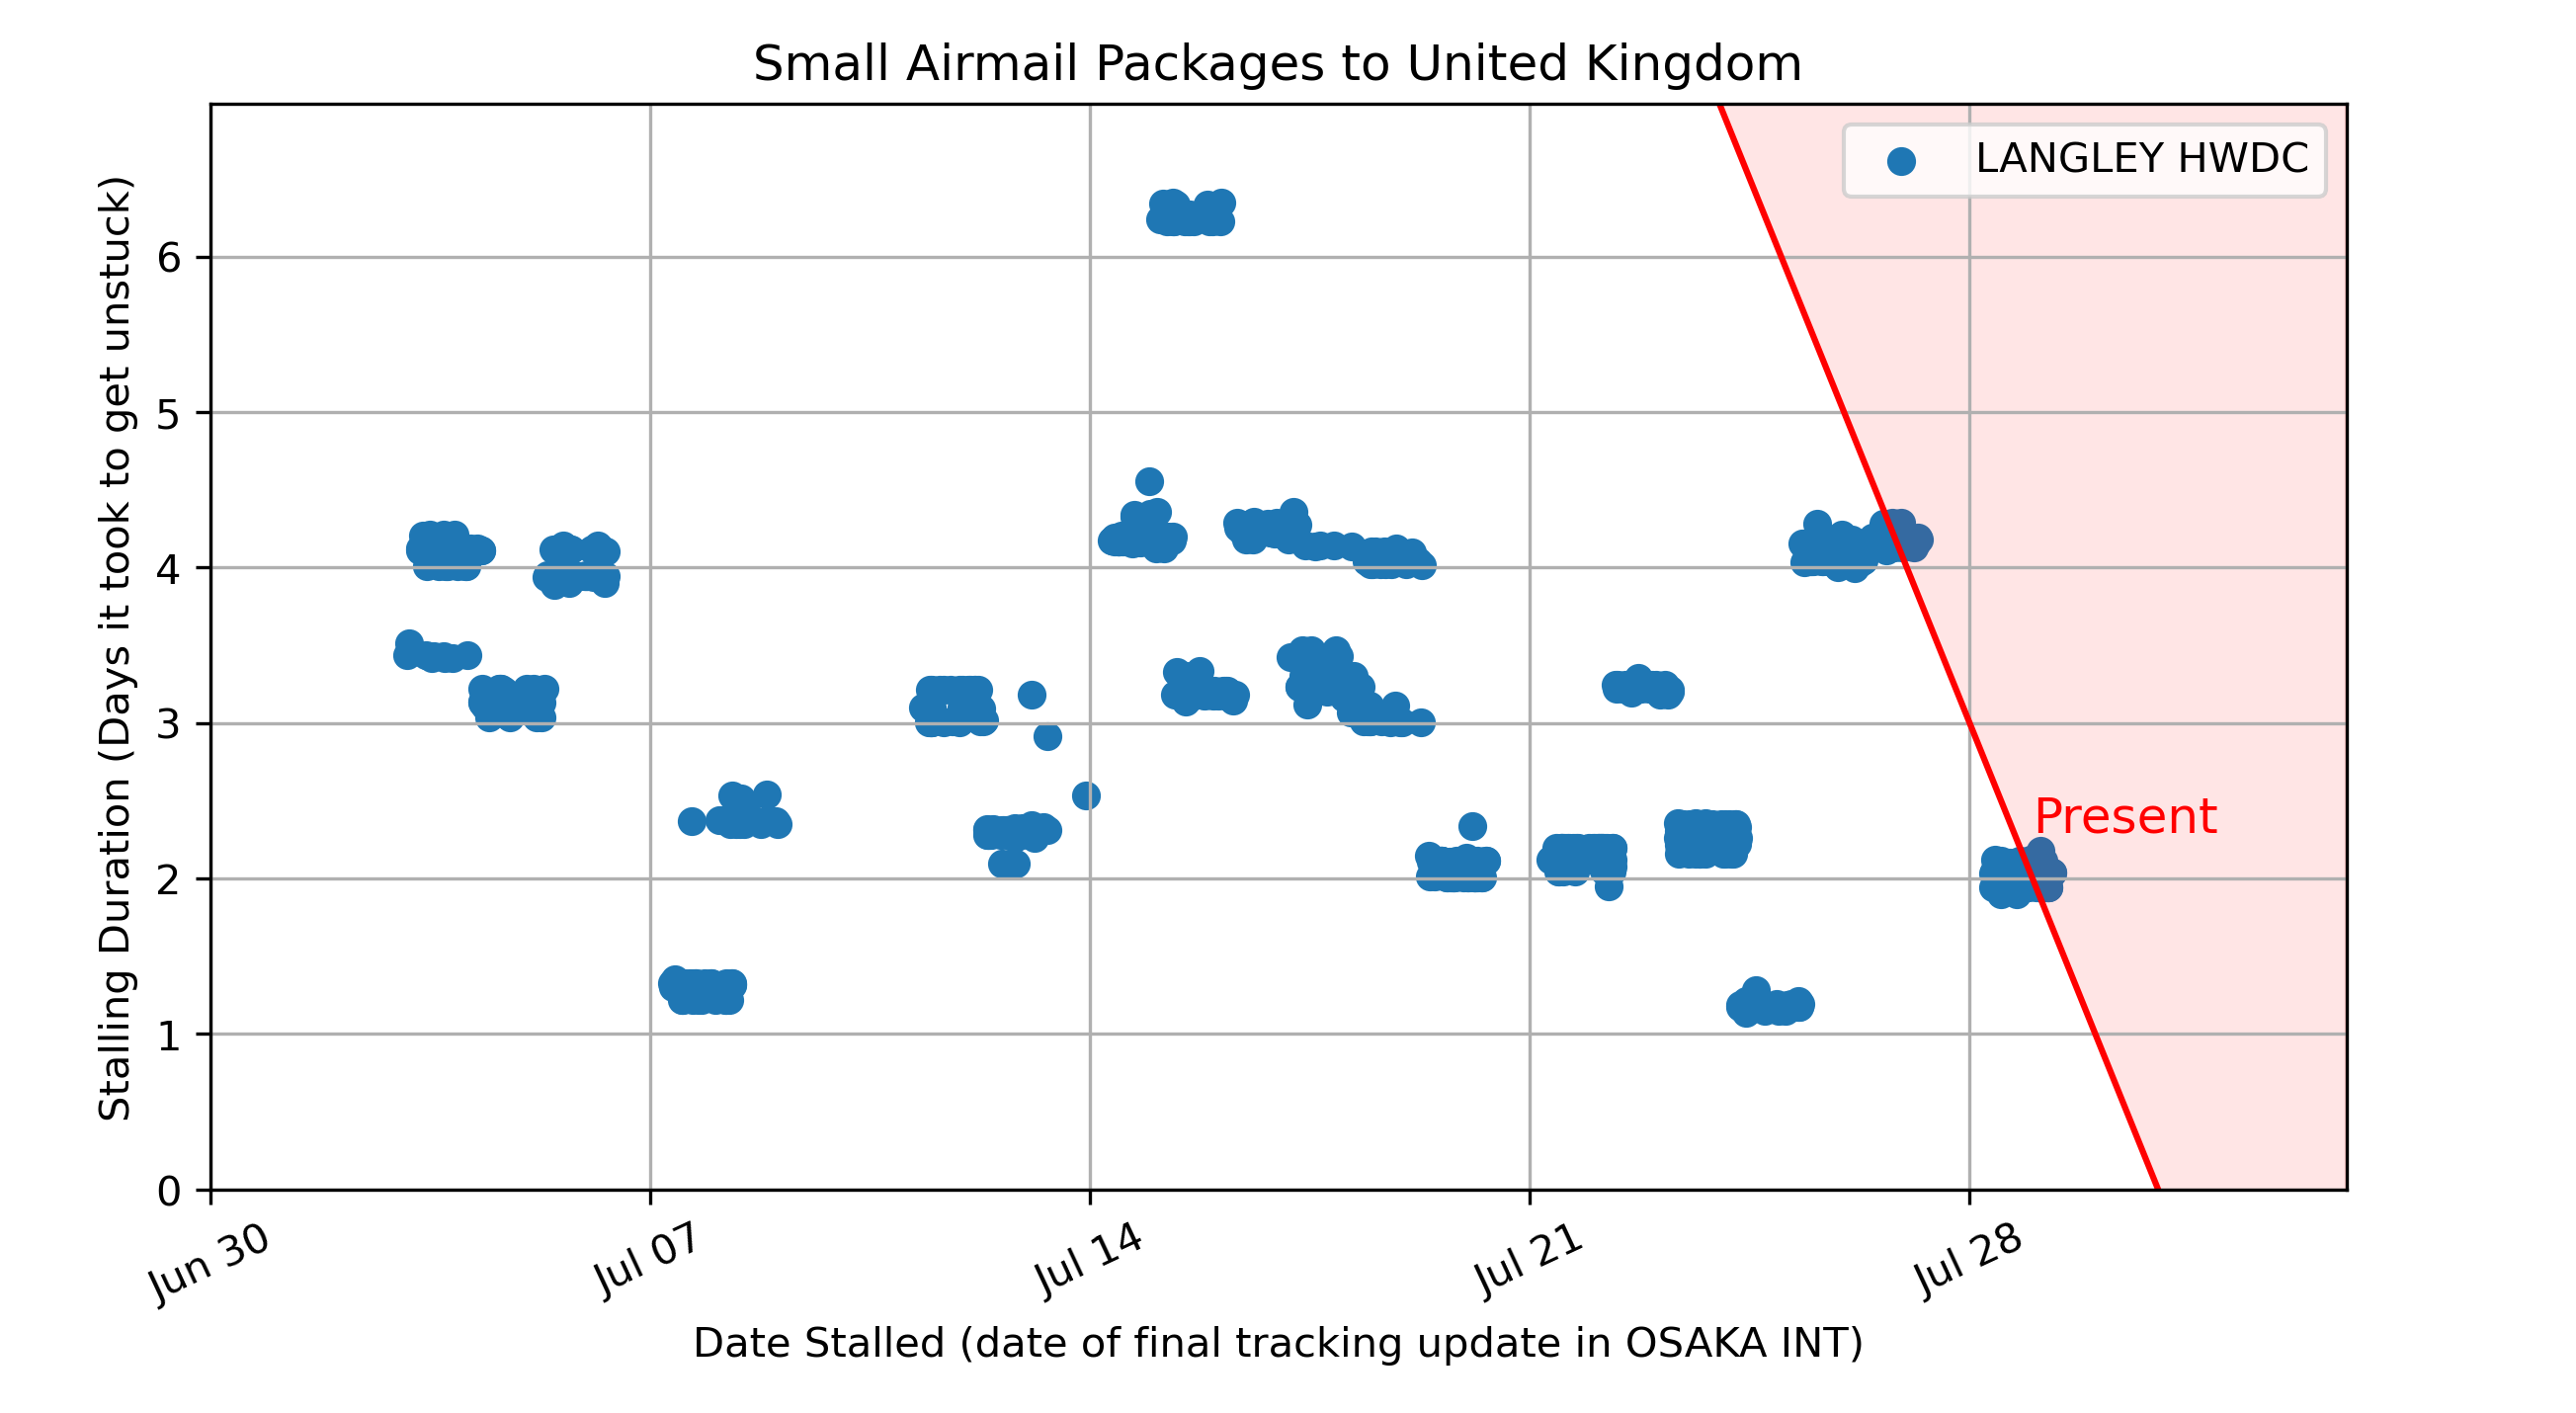 Small Airmail Packages to United Kingdom
LANGLEY HWDC
Stalling Duration (Days it took to get unstuck)
6
5
4
3
2
1
0
Present
Jun 30
Jul 07
Jul 14
Jul 21
Jul 28
Date Stalled (date of final tracking update in OSAKA INT)